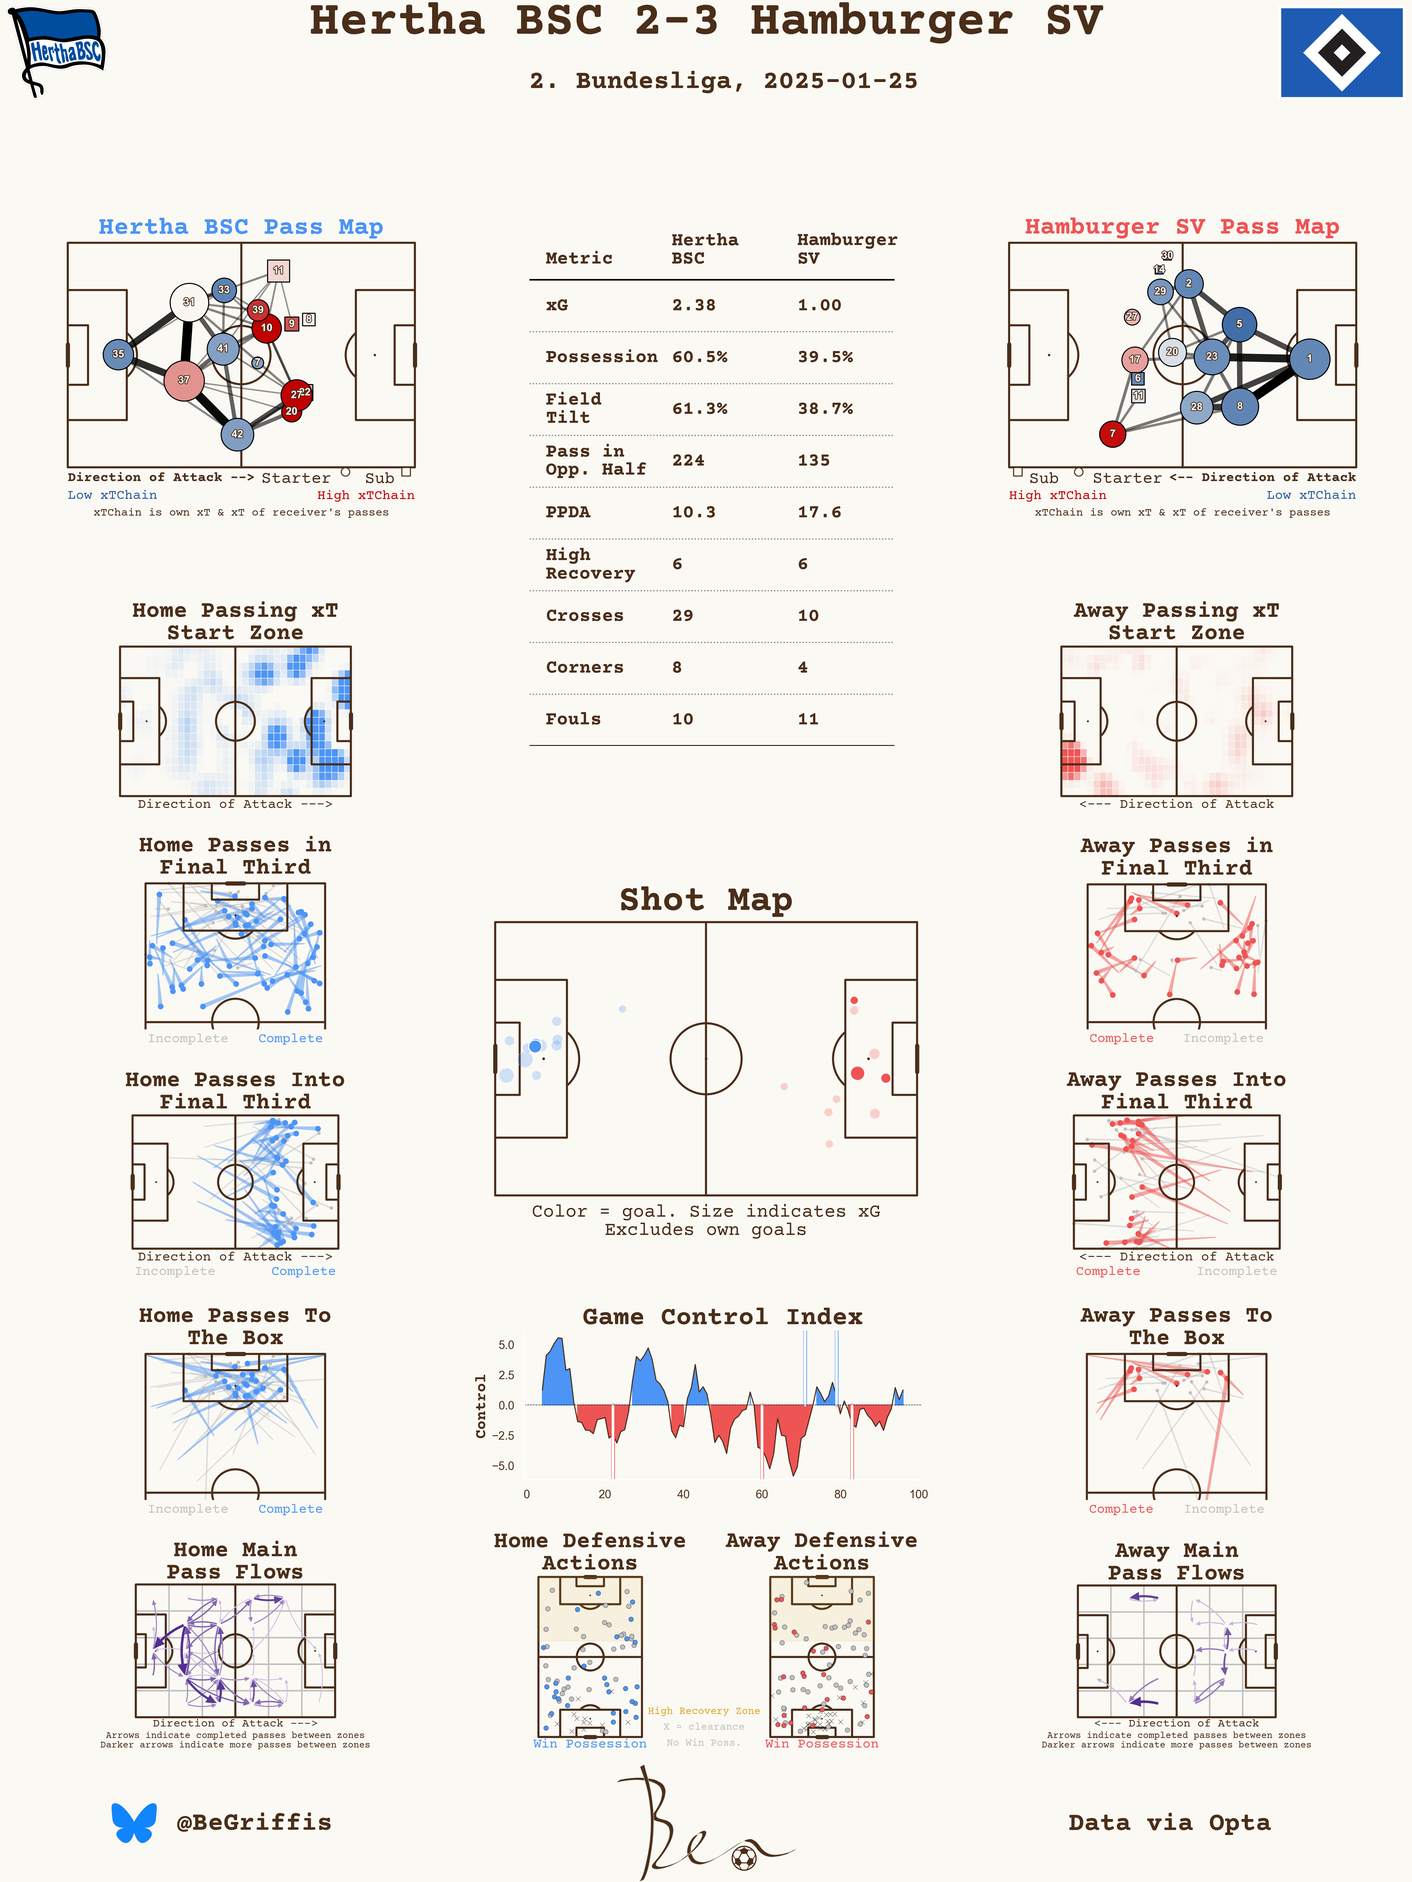 Hertha BSC 2-3 Hamburger SV
2. Bundesliga, 2025-01-25
HerthaBSC
Hertha BSC Pass Map
11
33
31
39
10
9
8
41
35
7
37
27
22
20
42
Direction of Attack --> Starter Sub
Low xTChain High xTChain
xTChain is own xT & xT of receiver's passes
Metric Hertha BSC Hamburger SV
xG 2.38 1.00
Possession 60.5% 39.5%
Field Tilt 61.3% 38.7%
Pass in Opp. Half 224 135
PPDA 10.3 17.6
High Recovery 6 6
Crosses 29 10
Corners 8 4
Fouls 10 11
Hamburger SV Pass Map
30
14
29
2
27
5
20
23
17
1
6
11
28
8
7
Sub Starter <-- Direction of Attack
High xTChain Low xTChain
xTChain is own xT & xT of receiver's passes
Home Passing xT
Start Zone
Direction of Attack --->
Away Passing xT
Start Zone
<--- Direction of Attack
Home Passes in
Final Third
Incomplete Complete
Away Passes in
Final Third
Complete Incomplete
Shot Map
Color = goal. Size indicates xG
Excludes own goals
Home Passes Into
Final Third
Direction of Attack --->
Incomplete Complete
Away Passes Into
Final Third
<--- Direction of Attack
Complete Incomplete
Home Passes To
The Box
Incomplete Complete
Game Control Index
Control
5.0
2.5
0.0
−2.5
−5.0
0 20 40 60 80 100
Away Passes To
The Box
Complete Incomplete
Home Main
Pass Flows
Direction of Attack --->
Arrows indicate completed passes between zones
Darker arrows indicate more passes between zones
Home Defensive
Actions
Win Possession
High Recovery Zone
X = clearance
No Win Poss.
Away Defensive
Actions
Win Possession
Away Main
Pass Flows
<--- Direction of Attack
Arrows indicate completed passes between zones
Darker arrows indicate more passes between zones
@BeGriffis
Data via Opta